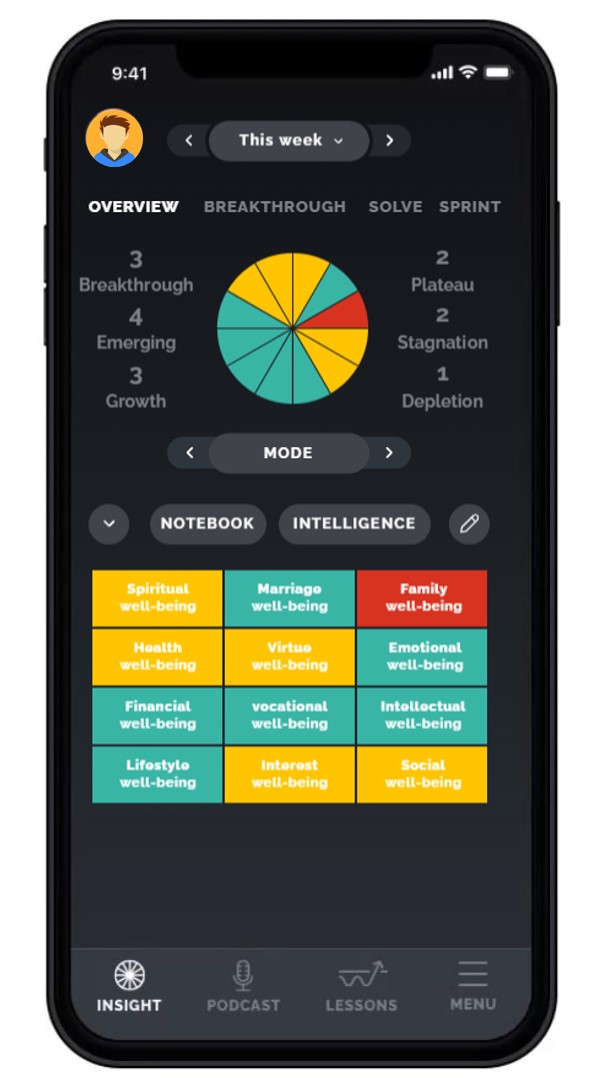 9:41
This week
OVERVIEW BREAKTHROUGH SOLVE SPRINT
3
Breakthrough
4
Emerging
3
Growth
2
Plateau
2
Stagnation
1
Depletion
MODE
NOTEBOOK INTELLIGENCE
Spiritual
well-being
Marriage
well-being
Family
well-being
Health
well-being
Virtue
well-being
Emotional
well-being
Financial
well-being
vocational
well-being
Intellectual
well-being
Lifestyle
well-being
Interest
well-being
Social
well-being
INSIGHT PODCAST LESSONS MENU